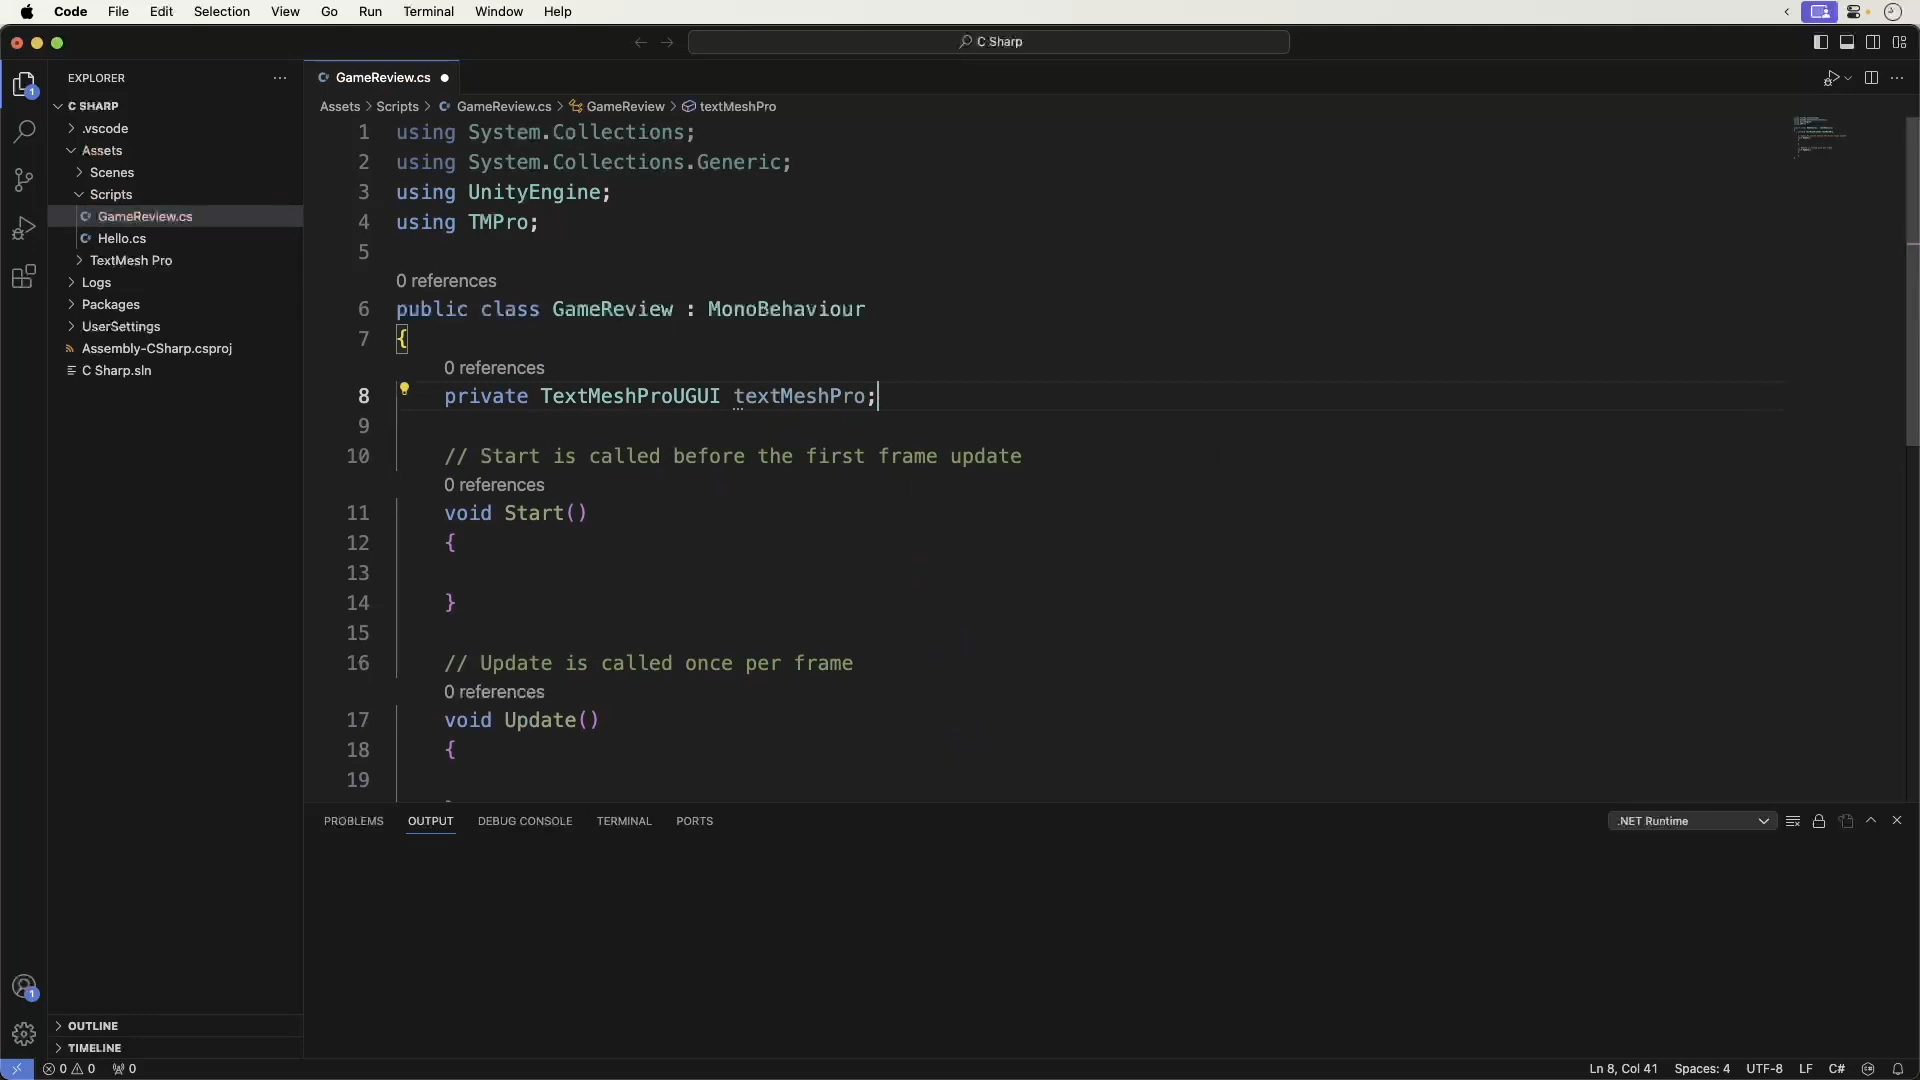 Code File Edit Selection View Go Run Terminal Window Help
C Sharp
EXPLORER
C SHARP
.vscode
Assets
Scenes
Scripts
GameReview.cs
Hello.cs
TextMesh Pro
Logs
Packages
UserSettings
Assembly-CSharp.csproj
C Sharp.sln
OUTLINE
TIMELINE
1
1
GameReview.cs
Assets > Scripts > GameReview.cs > GameReview > textMeshPro
1 using System.Collections;
2 using System.Collections.Generic;
3 using UnityEngine;
4 using TMPro;
5
0 references
6 public class GameReview : MonoBehaviour
7 {
0 references
8 private TextMeshProUGUI textMeshPro;
9
10 // Start is called before the first frame update
0 references
11 void Start()
12 {
13
14 }
15
16 // Update is called once per frame
0 references
17 void Update()
18 {
19
PROBLEMS OUTPUT DEBUG CONSOLE TERMINAL PORTS
.NET Runtime
0 0 0
Ln 8, Col 41 Spaces: 4 UTF-8 LF C#